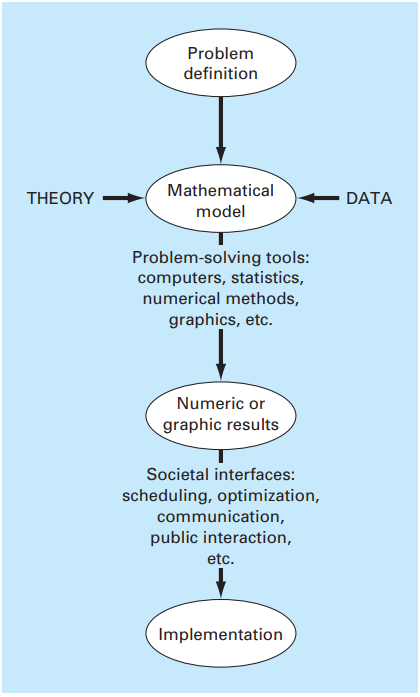 Problem
definition
THEORY
Mathematical
model
DATA
Problem-solving tools:
computers, statistics,
numerical methods,
graphics, etc.
Numeric or
graphic results
Societal interfaces:
scheduling, optimization,
communication,
public interaction,
etc.
Implementation